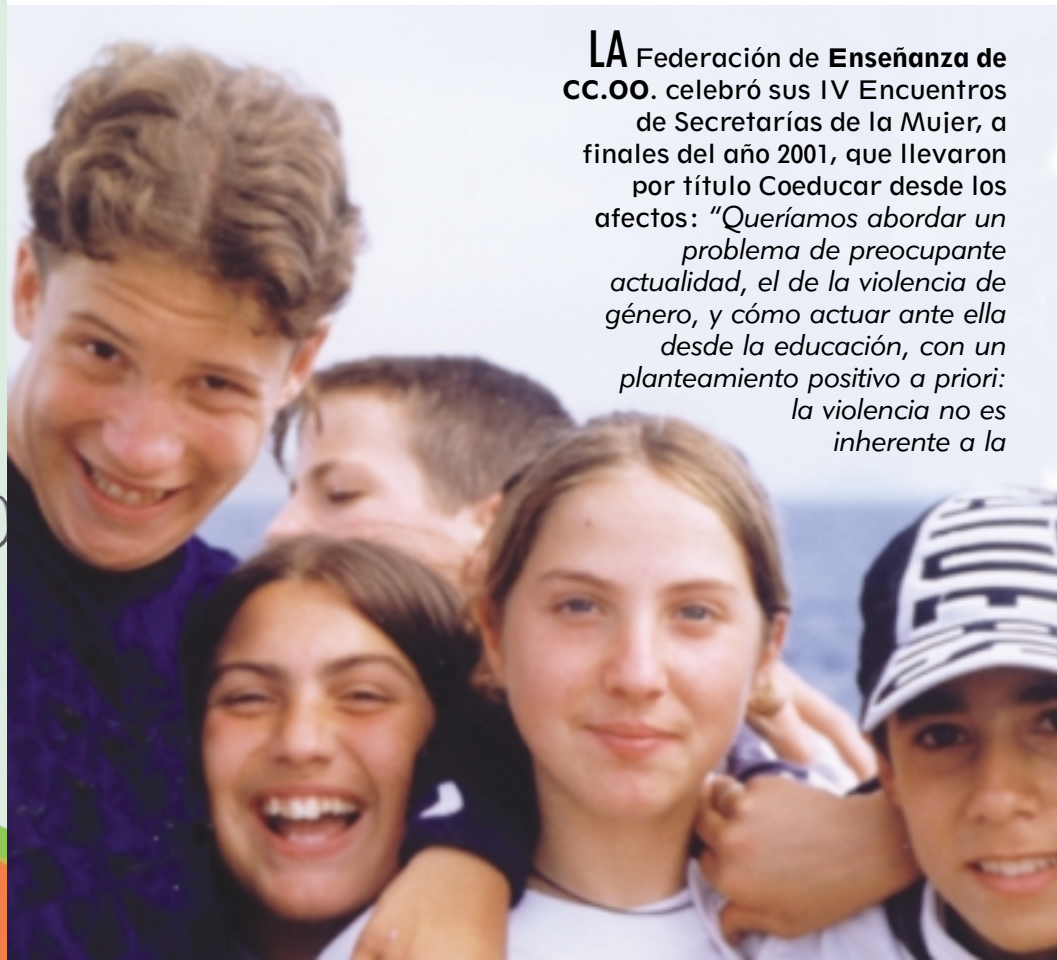 LA Federación de Enseñanza de
CC.OO. celebró sus IV Encuentros
de Secretarías de la Mujer, a
finales del año 2001, que llevaron
por título Coeducar desde los
afectos: "Queríamos abordar un
problema de preocupante
actualidad, el de la violencia de
género, y cómo actuar ante ella
desde la educación, con un
planteamiento positivo a priori:
la violencia no es
inherente a la